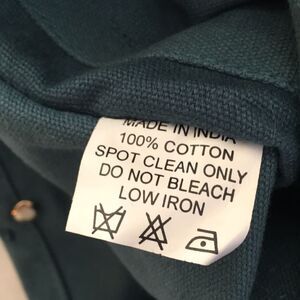 MADE IN INDIA
100% COTTON
SPOT CLEAN ONLY
DO NOT BLEACH
LOW IRON